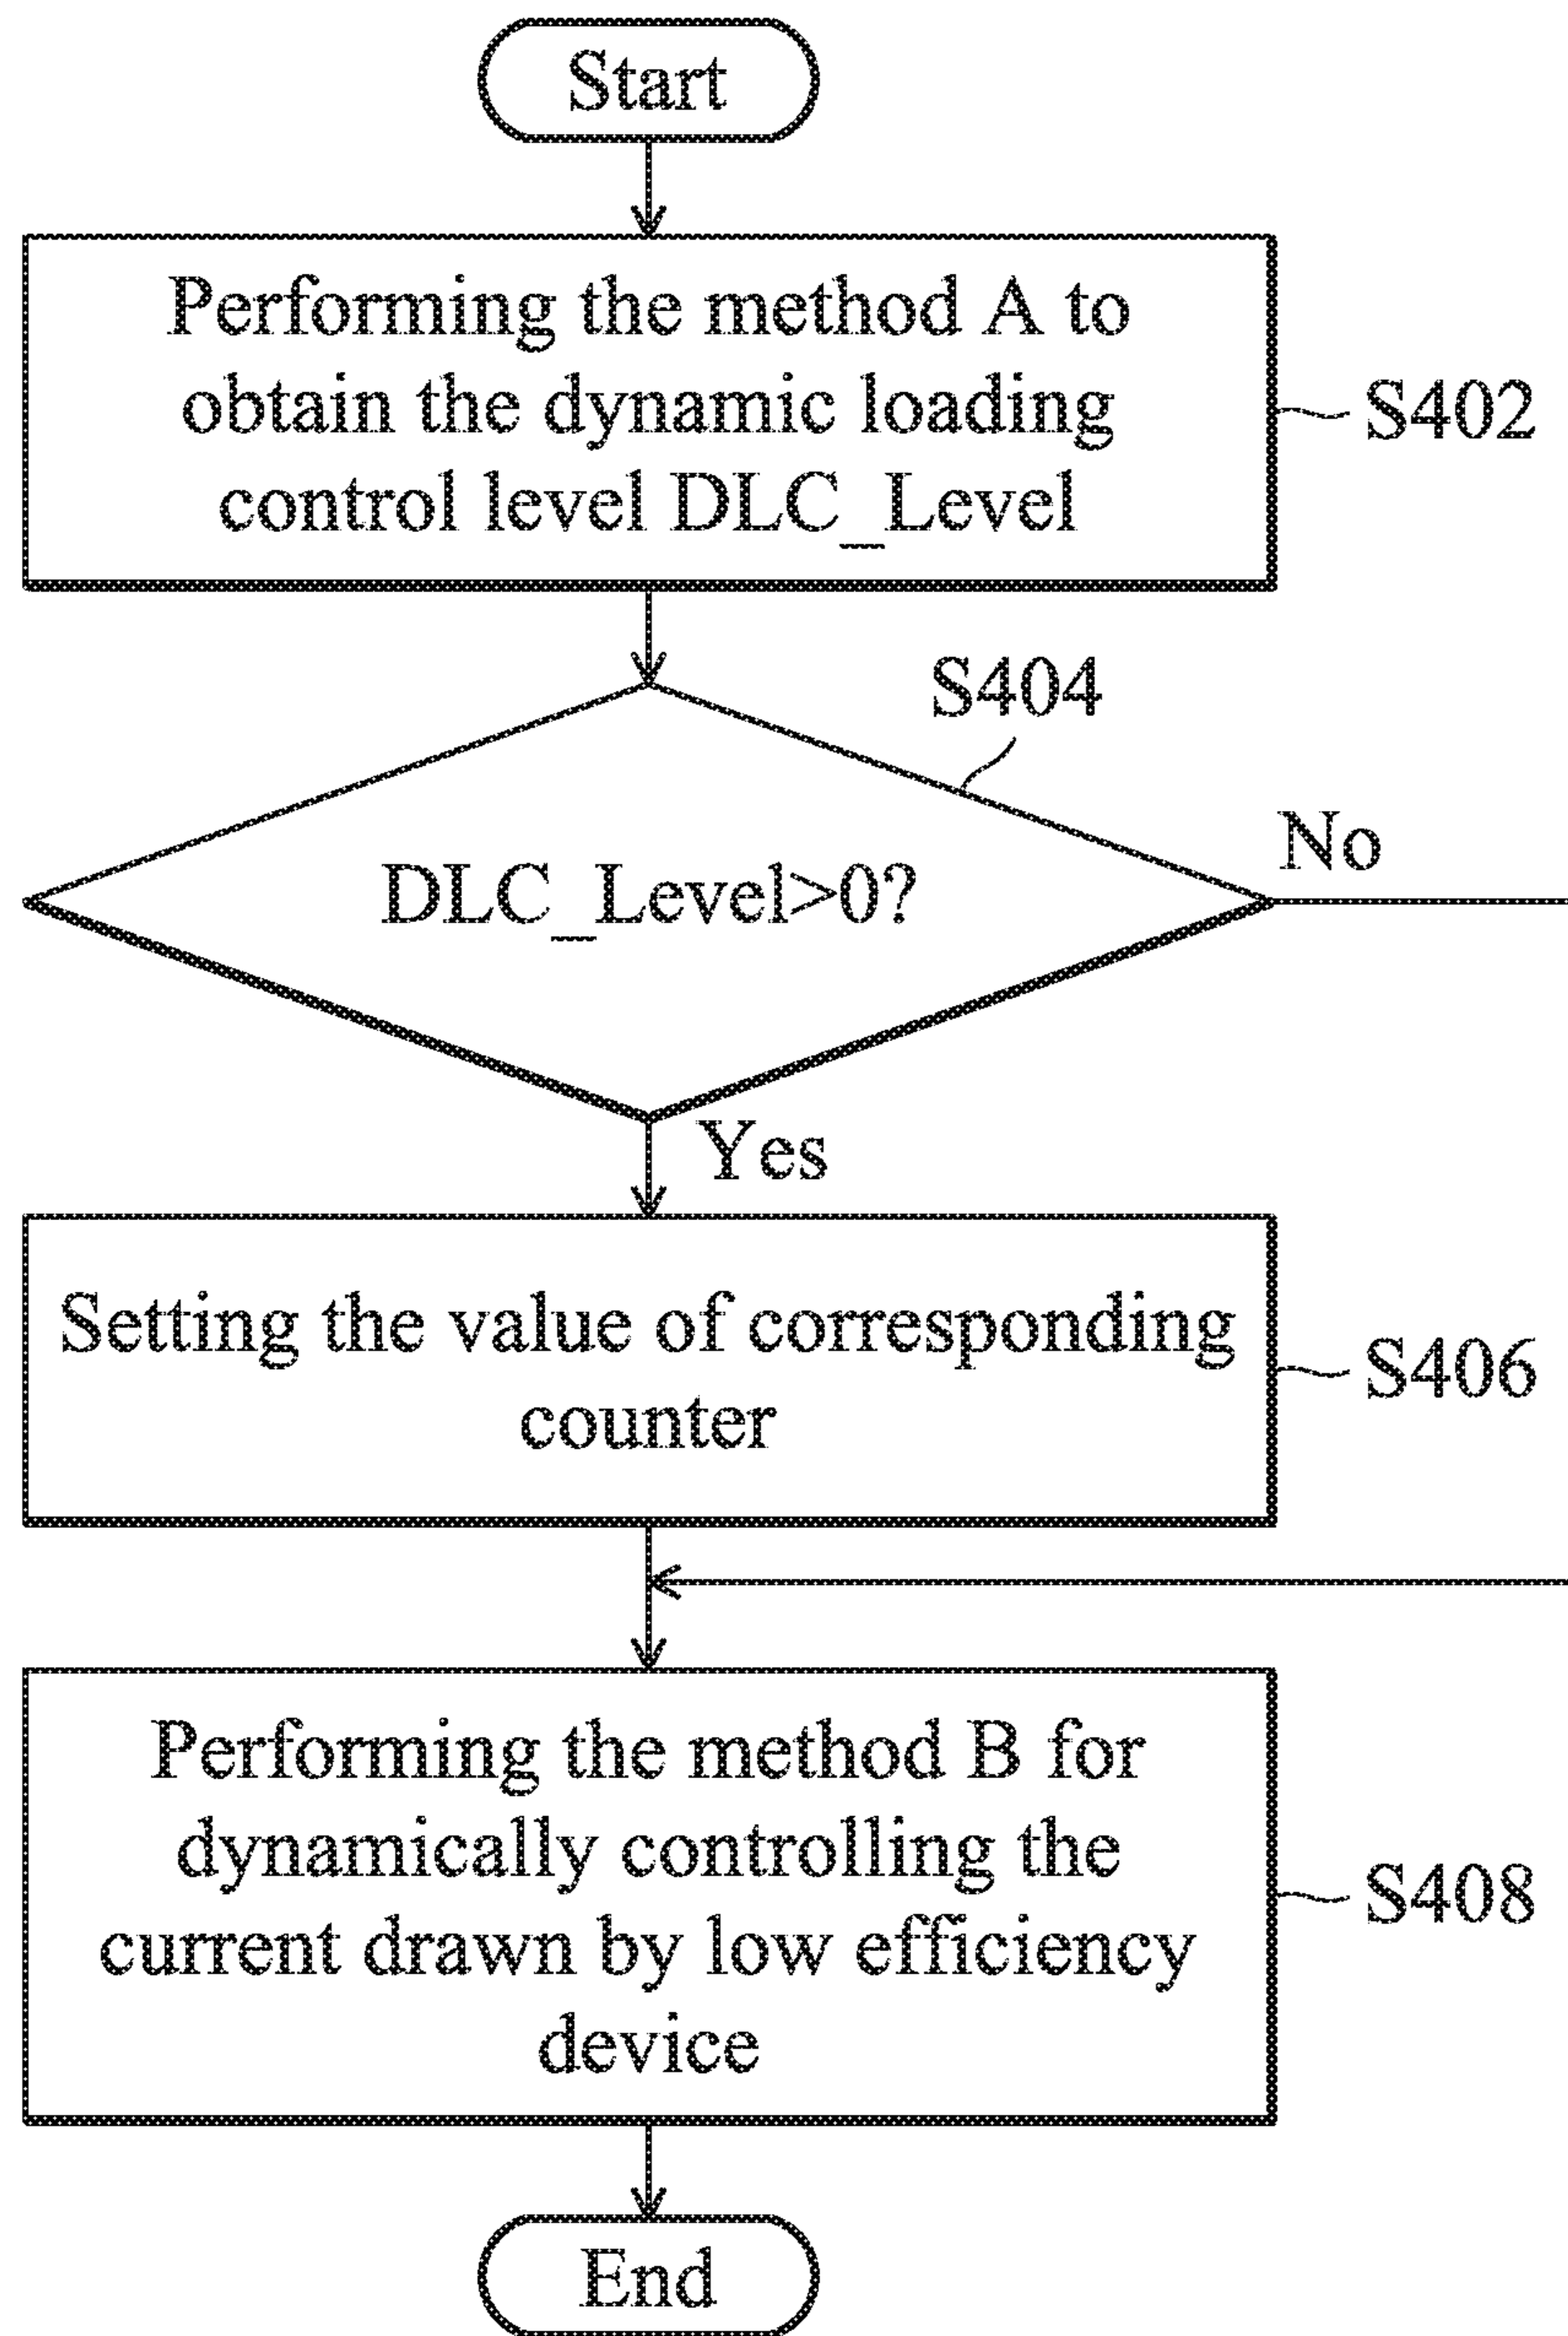 Start
Performing the method A to
obtain the dynamic loading
control level DLC_Level
S402
S404
DLC_Level>0?
No
Yes
Setting the value of corresponding
counter
S406
Performing the method B for
dynamically controlling the
current drawn by low efficiency
device
S408
End